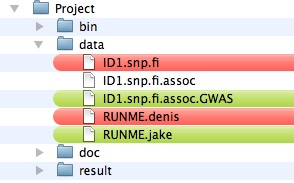 Project
bin
data
ID1.snp.fi
ID1.snp.fi.assoc
ID1.snp.fi.assoc.GWAS
RUNME.denis
RUNME.jake
doc
result